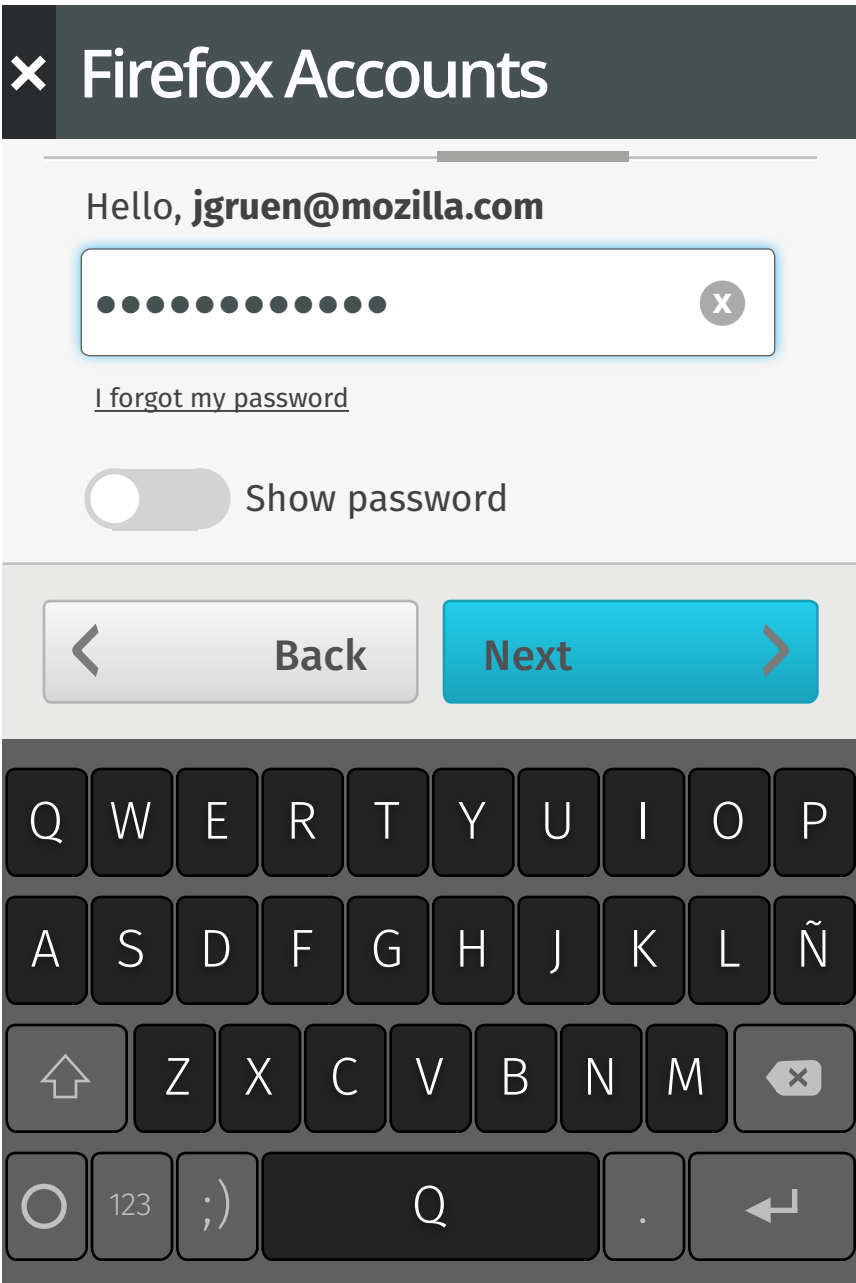 Firefox Accounts
Hello, jgruen@mozilla.com
●●●●●●●●●●●●
x
I forgot my password
Show password
Back Next
Q W E R T Y U I O P
A S D F G H J K L Ñ
Z X C V B N M
123 ;) Q .